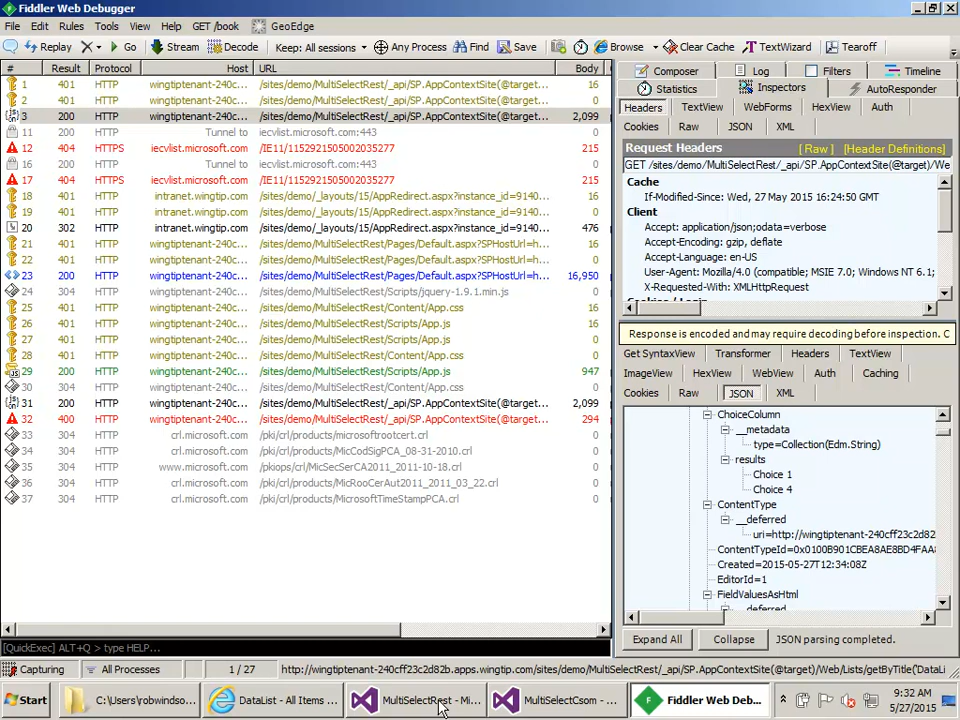 Fiddler Web Debugger
File Edit Rules Tools View Help GET /book GeoEdge
Replay Go Stream Decode Keep: All sessions Any Process Find Save Browse Clear Cache TextWizard Tearoff
# Result Protocol Host URL Body
1 401 HTTP wingtiptenant-240c... /sites/demo/MultiSelectRest/_api/SP.AppContextSite(@target... 16
2 401 HTTP wingtiptenant-240c... /sites/demo/MultiSelectRest/_api/SP.AppContextSite(@target... 16
3 200 HTTP wingtiptenant-240c... /sites/demo/MultiSelectRest/_api/SP.AppContextSite(@target... 2,099
11 200 HTTP Tunnel to iecvlist.microsoft.com:443 0
12 404 HTTPS iecvlist.microsoft.com /IE11/1152921505002035377 215
16 200 HTTP Tunnel to iecvlist.microsoft.com:443 0
17 404 HTTPS iecvlist.microsoft.com /IE11/1152921505002035377 215
18 401 HTTP intranet.wingtip.com /sites/demo/_layouts/15/AppRedirect.aspx?instance_id=9140... 16
19 401 HTTP intranet.wingtip.com /sites/demo/_layouts/15/AppRedirect.aspx?instance_id=9140... 0
20 302 HTTP intranet.wingtip.com /sites/demo/_layouts/15/AppRedirect.aspx?instance_id=9140... 476
21 401 HTTP wingtiptenant-240c... /sites/demo/MultiSelectRest/Pages/Default.aspx?SPHostUrl=h... 16
22 401 HTTP wingtiptenant-240c... /sites/demo/MultiSelectRest/Pages/Default.aspx?SPHostUrl=h... 0
23 200 HTTP wingtiptenant-240c... /sites/demo/MultiSelectRest/Pages/Default.aspx?SPHostUrl=h... 16,950
24 304 HTTP wingtiptenant-240c... /sites/demo/MultiSelectRest/Scripts/jquery-1.9.1.min.js 0
25 401 HTTP wingtiptenant-240c... /sites/demo/MultiSelectRest/Content/App.css 16
26 401 HTTP wingtiptenant-240c... /sites/demo/MultiSelectRest/Scripts/App.js 16
27 401 HTTP wingtiptenant-240c... /sites/demo/MultiSelectRest/Scripts/App.js 0
28 401 HTTP wingtiptenant-240c... /sites/demo/MultiSelectRest/Content/App.css 0
29 200 HTTP wingtiptenant-240c... /sites/demo/MultiSelectRest/Scripts/App.js 947
30 304 HTTP wingtiptenant-240c... /sites/demo/MultiSelectRest/Content/App.css 0
31 200 HTTP wingtiptenant-240c... /sites/demo/MultiSelectRest/_api/SP.AppContextSite(@target... 2,099
32 400 HTTP wingtiptenant-240c... /sites/demo/MultiSelectRest/_api/SP.AppContextSite(@target... 294
33 304 HTTP crl.microsoft.com /pki/crl/products/microsoftrootcert.crl 0
34 304 HTTP crl.microsoft.com /pki/crl/products/MicCodSigPCA_08-31-2010.crl 0
35 304 HTTP www.microsoft.com /pkiops/crl/MicSecSerCA2011_2011-10-18.crl 0
36 304 HTTP crl.microsoft.com /pki/crl/products/MicRooCerAut2011_2011_03_22.crl 0
37 304 HTTP crl.microsoft.com /pki/crl/products/MicrosoftTimeStampPCA.crl 0
[QuickExec] ALT+Q > type HELP...
Composer Log Filters Timeline
Statistics Inspectors AutoResponder
Headers TextView WebForms HexView Auth
Cookies Raw JSON XML
Request Headers [ Raw ] [Header Definitions]
GET /sites/demo/MultiSelectRest/_api/SP.AppContextSite(@target)/We
Cache
If-Modified-Since: Wed, 27 May 2015 16:24:50 GMT
Client
Accept: application/json;odata=verbose
Accept-Encoding: gzip, deflate
Accept-Language: en-US
User-Agent: Mozilla/4.0 (compatible; MSIE 7.0; Windows NT 6.1;
X-Requested-With: XMLHttpRequest
Response is encoded and may require decoding before inspection. C
Get SyntaxView Transformer Headers TextView
ImageView HexView WebView Auth Caching
Cookies Raw JSON XML
ChoiceColumn
__metadata
type=Collection(Edm.String)
results
Choice 1
Choice 4
ContentType
__deferred
uri=http://wingtiptenant-240cff23c2d82
ContentTypeId=0x0100B901CBEA8AE8BD4FAA
Created=2015-05-27T12:34:08Z
EditorId=1
FieldValuesAsHtml
__deferred
Expand All Collapse JSON parsing completed.
Capturing All Processes 1 / 27 http://wingtiptenant-240cff23c2d82b.apps.wingtip.com/sites/demo/MultiSelectRest/_api/SP.AppContextSite(@target)/Web/Lists/getByTitle('DataLi
Start C:\Users\robwindso... DataList - All Items ... MultiSelectRest - Mi... MultiSelectCsom - ... Fiddler Web Deb... 9:32 AM
5/27/2015